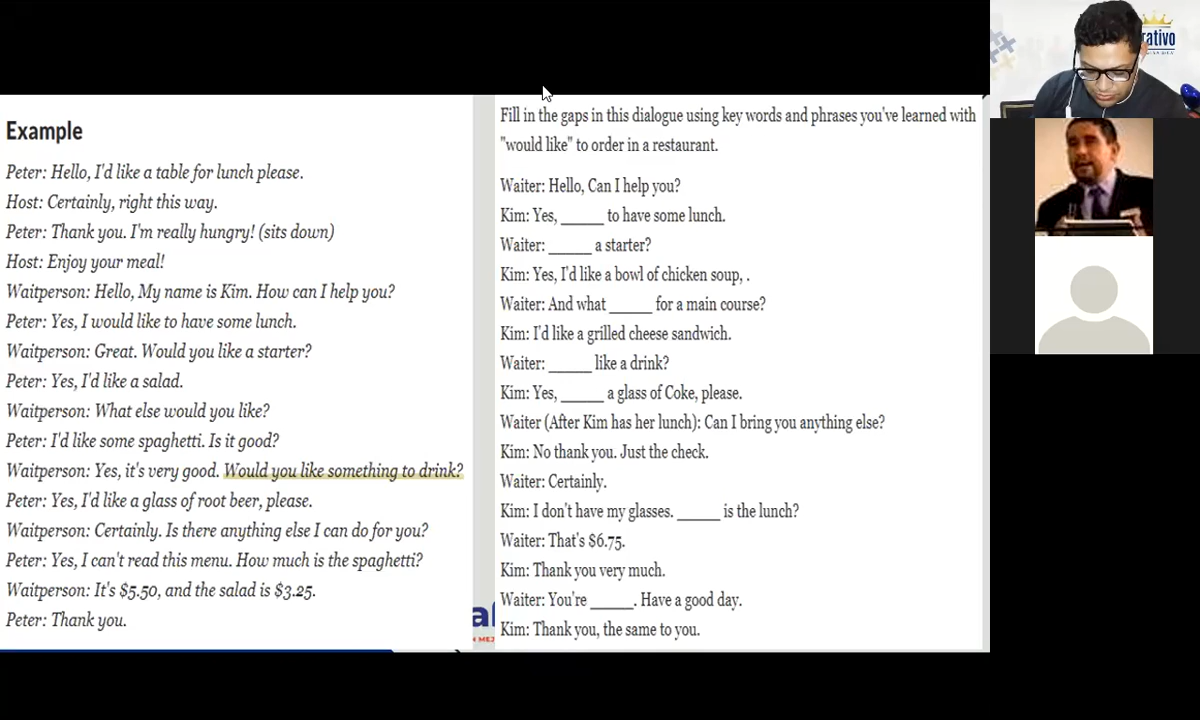 Example
Peter: Hello, I'd like a table for lunch please.
Host: Certainly, right this way.
Peter: Thank you. I'm really hungry! (sits down)
Host: Enjoy your meal!
Waitperson: Hello, My name is Kim. How can I help you?
Peter: Yes, I would like to have some lunch.
Waitperson: Great. Would you like a starter?
Peter: Yes, I'd like a salad.
Waitperson: What else would you like?
Peter: I'd like some spaghetti. Is it good?
Waitperson: Yes, it's very good. Would you like something to drink?
Peter: Yes, I'd like a glass of root beer, please.
Waitperson: Certainly. Is there anything else I can do for you?
Peter: Yes, I can't read this menu. How much is the spaghetti?
Waitperson: It's $5.50, and the salad is $3.25.
Peter: Thank you.
Fill in the gaps in this dialogue using key words and phrases you've learned with
"would like" to order in a restaurant.
Waiter: Hello, Can I help you?
Kim: Yes, ______ to have some lunch.
Waiter: ______ a starter?
Kim: Yes, I'd like a bowl of chicken soup, .
Waiter: And what ______ for a main course?
Kim: I'd like a grilled cheese sandwich.
Waiter: ______ like a drink?
Kim: Yes, ______ a glass of Coke, please.
Waiter (After Kim has her lunch): Can I bring you anything else?
Kim: No thank you. Just the check.
Waiter: Certainly.
Kim: I don't have my glasses. ______ is the lunch?
Waiter: That's $6.75.
Kim: Thank you very much.
Waiter: You're ______. Have a good day.
Kim: Thank you, the same to you.